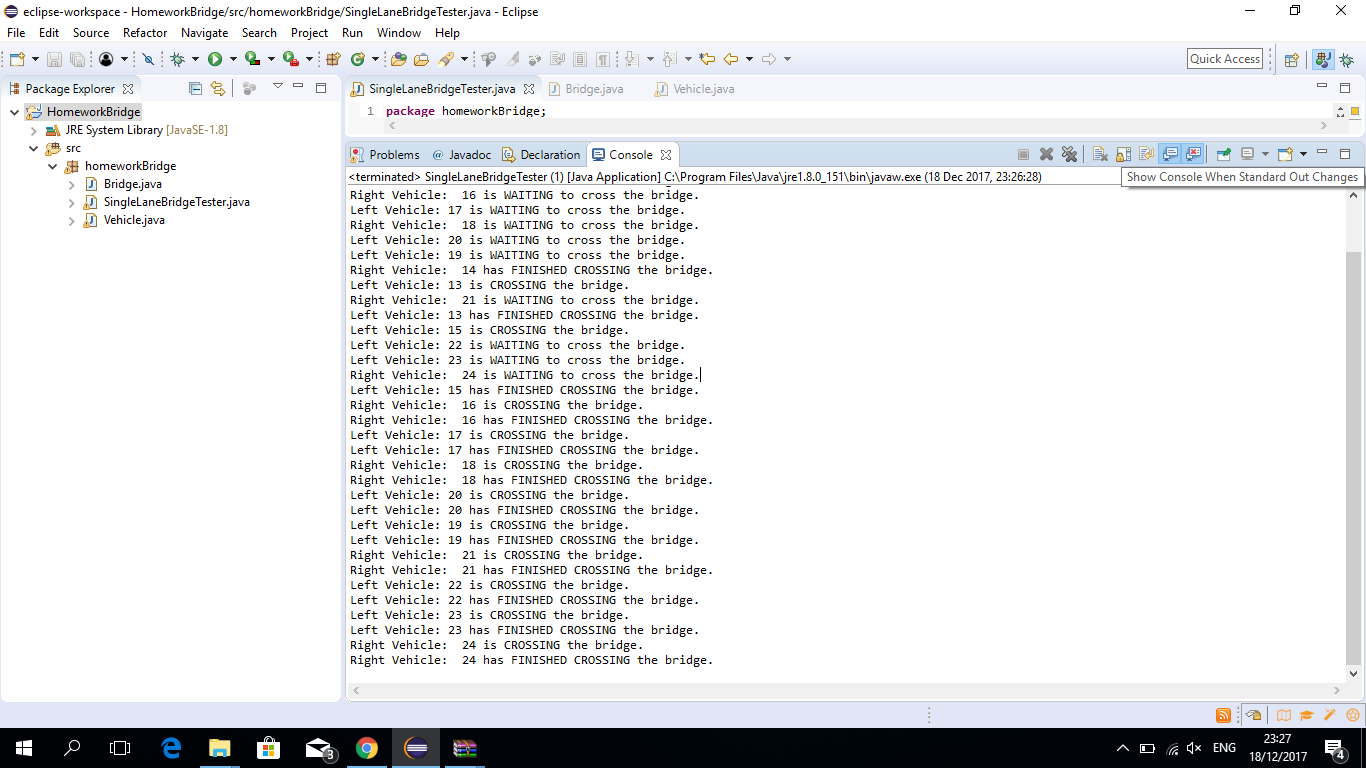 eclipse-workspace - HomeworkBridge/src/homeworkBridge/SingleLaneBridgeTester.java - Eclipse
File Edit Source Refactor Navigate Search Project Run Window Help
Quick Access
Package Explorer
HomeworkBridge
JRE System Library [JavaSE-1.8]
src
homeworkBridge
Bridge.java
SingleLaneBridgeTester.java
Vehicle.java
SingleLaneBridgeTester.java Bridge.java Vehicle.java
1 package homeworkBridge;
Problems @ Javadoc Declaration Console
<terminated> SingleLaneBridgeTester (1) [Java Application] C:\Program Files\Java\jre1.8.0_151\bin\javaw.exe (18 Dec 2017, 23:26:28)
Show Console When Standard Out Changes
Right Vehicle:  16 is WAITING to cross the bridge.
Left Vehicle: 17 is WAITING to cross the bridge.
Right Vehicle:  18 is WAITING to cross the bridge.
Left Vehicle: 20 is WAITING to cross the bridge.
Left Vehicle: 19 is WAITING to cross the bridge.
Right Vehicle:  14 has FINISHED CROSSING the bridge.
Left Vehicle: 13 is CROSSING the bridge.
Right Vehicle:  21 is WAITING to cross the bridge.
Left Vehicle: 13 has FINISHED CROSSING the bridge.
Left Vehicle: 15 is CROSSING the bridge.
Left Vehicle: 22 is WAITING to cross the bridge.
Left Vehicle: 23 is WAITING to cross the bridge.
Right Vehicle:  24 is WAITING to cross the bridge.
Left Vehicle: 15 has FINISHED CROSSING the bridge.
Right Vehicle:  16 is CROSSING the bridge.
Right Vehicle:  16 has FINISHED CROSSING the bridge.
Left Vehicle: 17 is CROSSING the bridge.
Left Vehicle: 17 has FINISHED CROSSING the bridge.
Right Vehicle:  18 is CROSSING the bridge.
Right Vehicle:  18 has FINISHED CROSSING the bridge.
Left Vehicle: 20 is CROSSING the bridge.
Left Vehicle: 20 has FINISHED CROSSING the bridge.
Left Vehicle: 19 is CROSSING the bridge.
Left Vehicle: 19 has FINISHED CROSSING the bridge.
Right Vehicle:  21 is CROSSING the bridge.
Right Vehicle:  21 has FINISHED CROSSING the bridge.
Left Vehicle: 22 is CROSSING the bridge.
Left Vehicle: 22 has FINISHED CROSSING the bridge.
Left Vehicle: 23 is CROSSING the bridge.
Left Vehicle: 23 has FINISHED CROSSING the bridge.
Right Vehicle:  24 is CROSSING the bridge.
Right Vehicle:  24 has FINISHED CROSSING the bridge.
3
ENG
23:27
18/12/2017
4